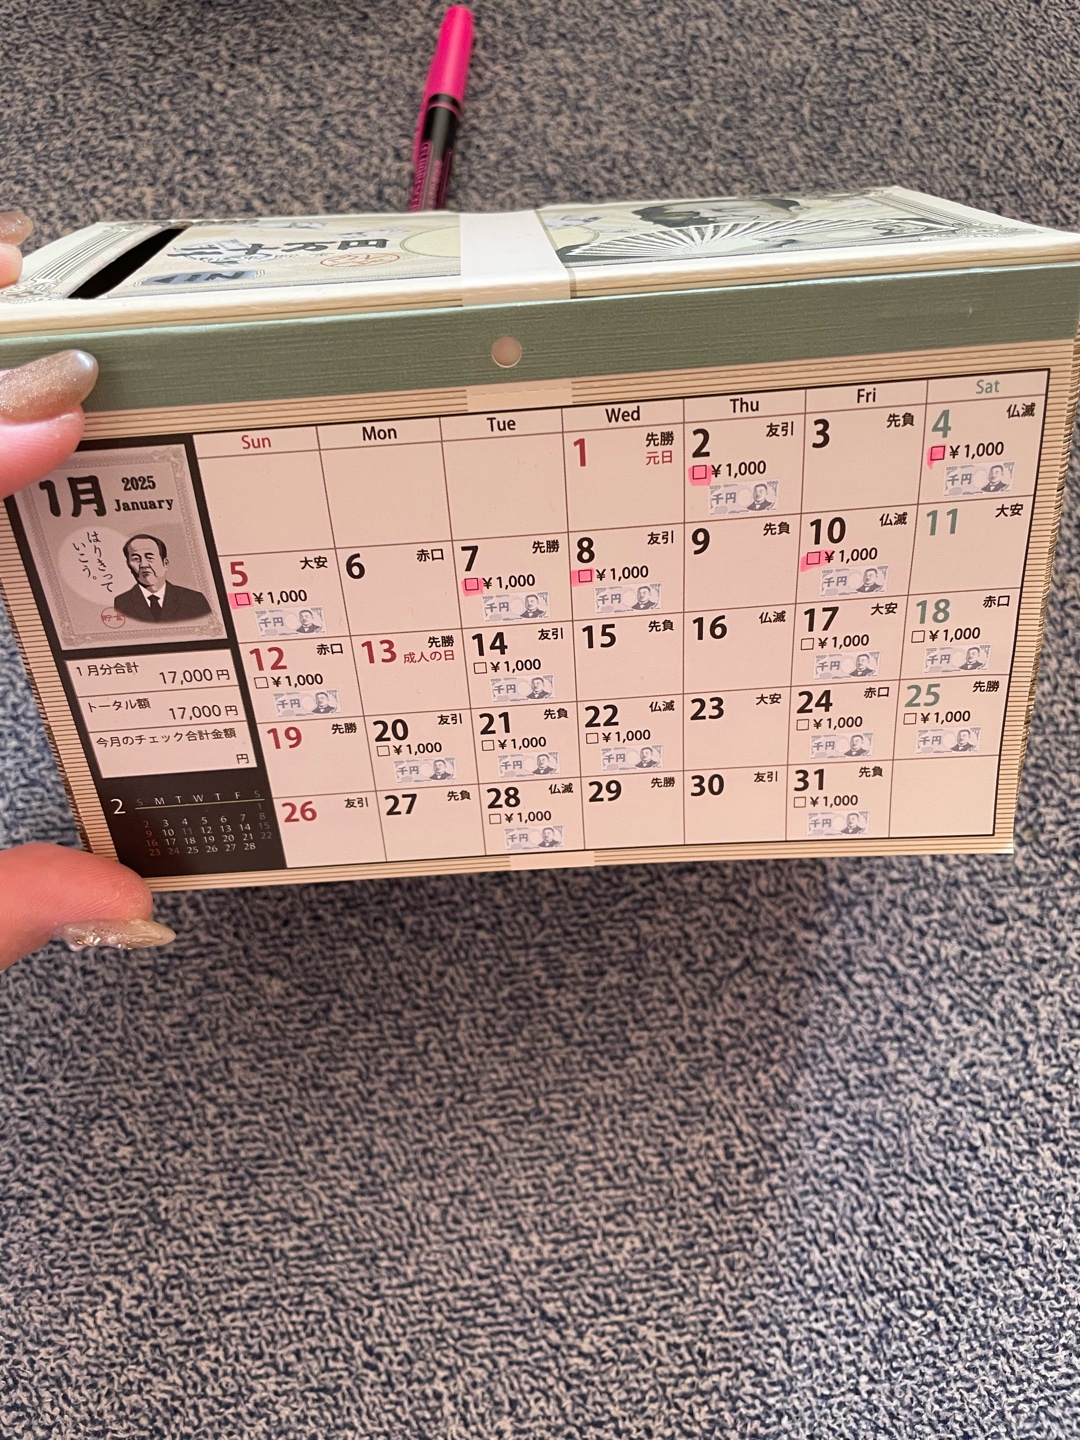 十万円
Sun Mon Tue Wed Thu Fri Sat
1月 2025 January
はりきって
いこう。
貯金
1 先勝 元日
2 友引 □¥1,000 千円
3 先負
4 仏滅 □¥1,000 千円
5 大安 □¥1,000 千円
6 赤口
7 先勝 □¥1,000 千円
8 友引 □¥1,000 千円
9 先負
10 仏滅 □¥1,000 千円
11 大安
12 赤口 □¥1,000 千円
13 先勝 成人の日
14 友引 □¥1,000 千円
15 先負
16 仏滅
17 大安 □¥1,000 千円
18 赤口 □¥1,000 千円
19 先勝
20 友引 □¥1,000 千円
21 先負 □¥1,000 千円
22 仏滅 □¥1,000 千円
23 大安
24 赤口 □¥1,000 千円
25 先勝 □¥1,000 千円
26 友引
27 先負
28 仏滅 □¥1,000 千円
29 先勝
30 友引
31 先負 □¥1,000 千円
1月分合計
17,000円
トータル額
17,000円
今月のチェック合計金額
円
2 S M T W T F S
1
2 3 4 5 6 7 8
9 10 11 12 13 14 15
16 17 18 19 20 21 22
23 24 25 26 27 28